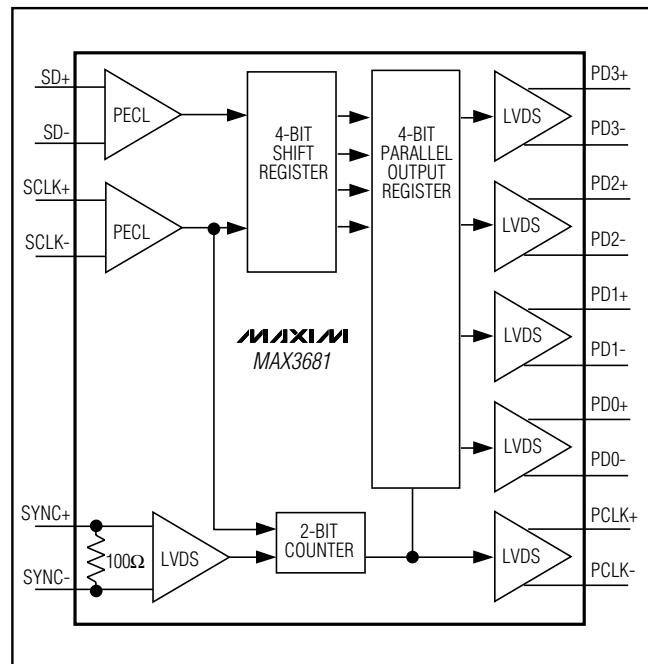 SD+
SD-
SCLK+
SCLK-
PECL
PECL
4-BIT
SHIFT
REGISTER
4-BIT
PARALLEL
OUTPUT
REGISTER
LVDS
PD3+
PD3-
LVDS
PD2+
PD2-
LVDS
PD1+
PD1-
LVDS
PD0+
PD0-
MAXIM
MAX3681
SYNC+
SYNC-
100Ω
LVDS
2-BIT
COUNTER
LVDS
PCLK+
PCLK-